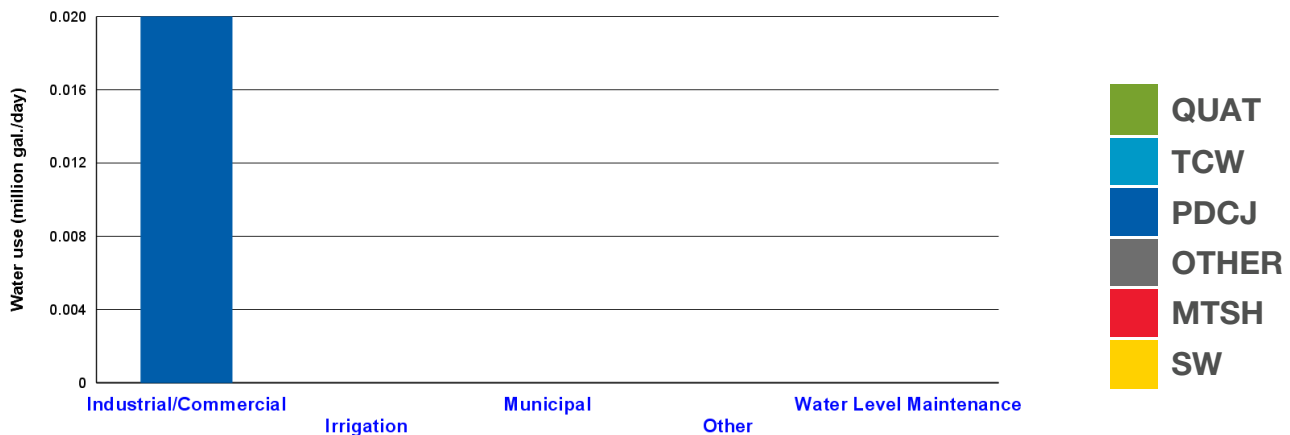 Water use (million gal./day)
0.020
0.016
0.012
0.008
0.004
0
Industrial/Commercial
Irrigation
Municipal
Other
Water Level Maintenance
QUAT
TCW
PDCJ
OTHER
MTSH
SW